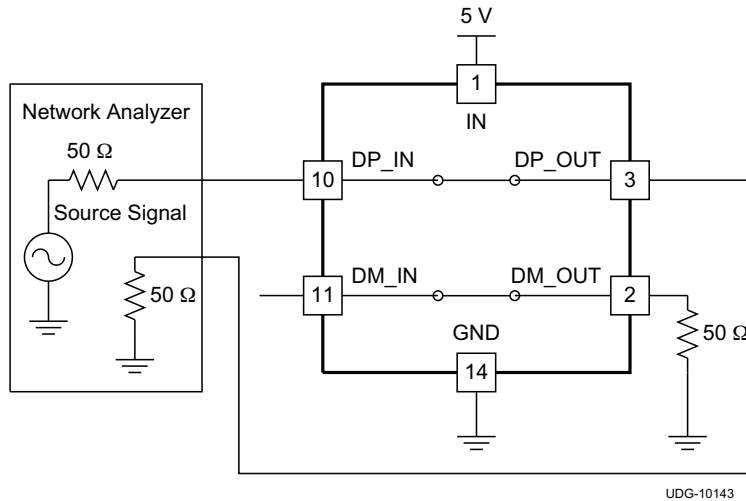 5 V
1
IN
Network Analyzer
50 Ω
Source Signal
50 Ω
10
DP_IN
DP_OUT
3
11
DM_IN
DM_OUT
2
50 Ω
GND
14
UDG-10143